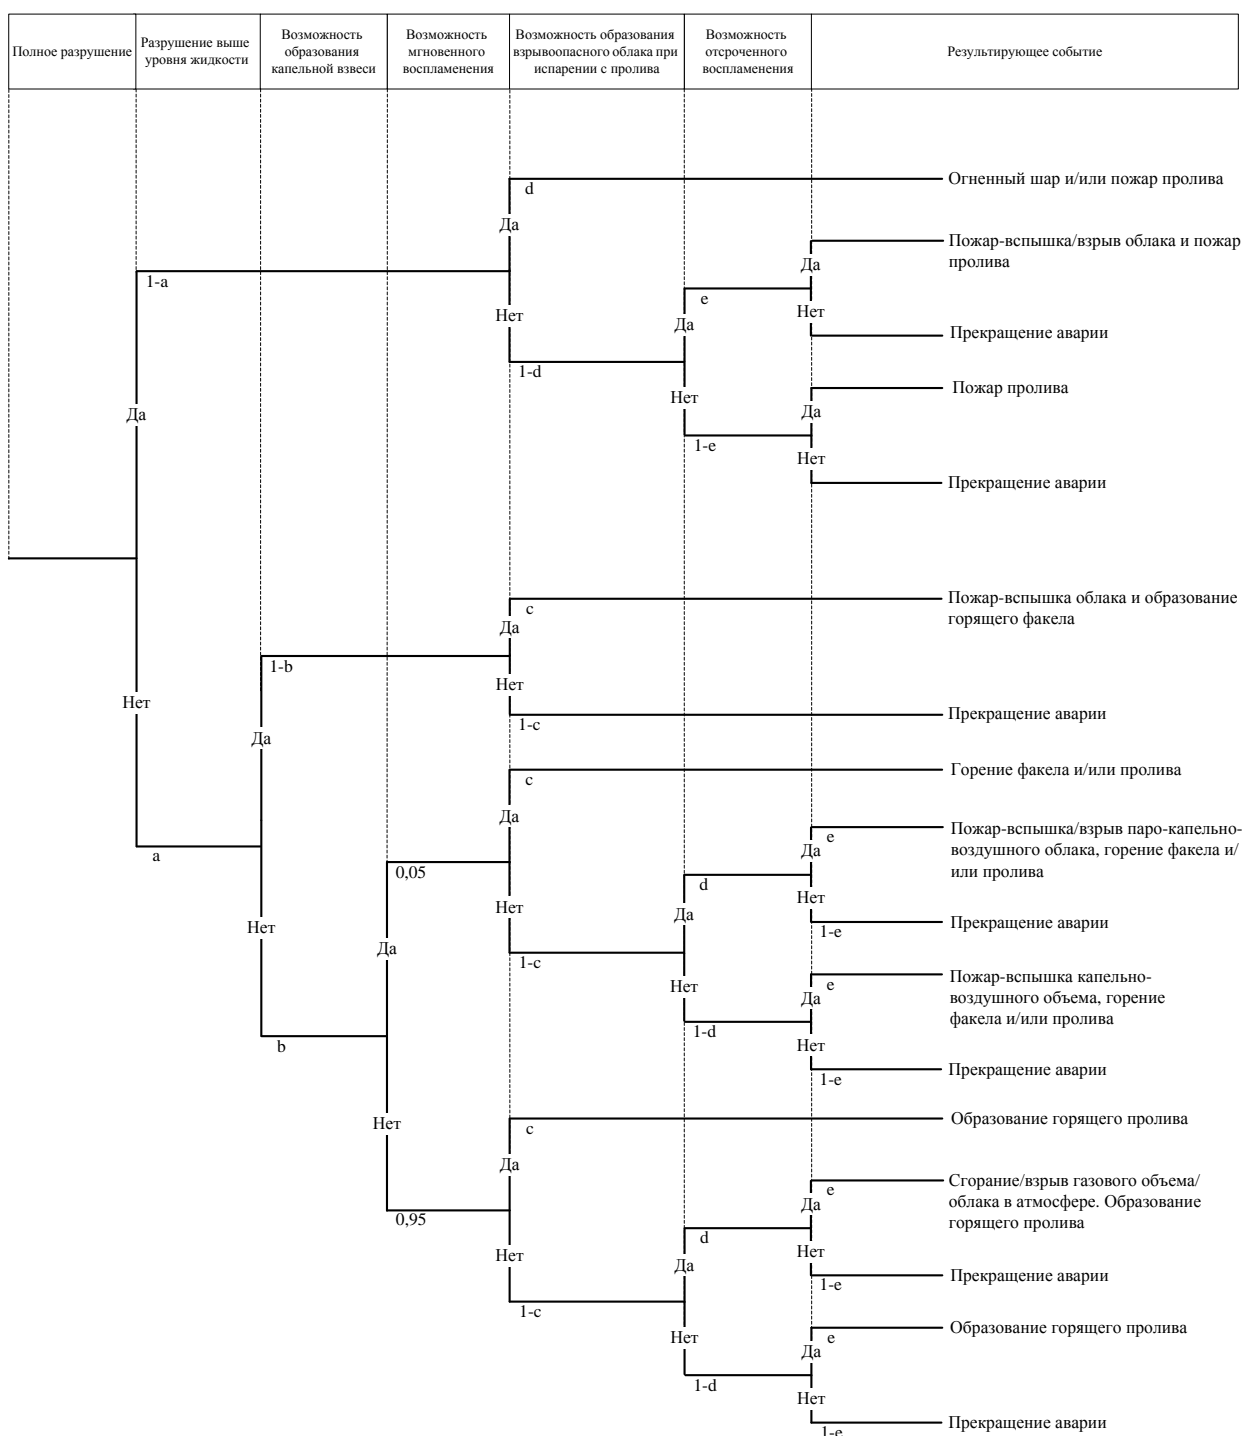 Полное разрушение
Разрушение выше
уровня жидкости
Возможность
образования
капельной взвеси
Возможность
мгновенного
воспламенения
Возможность образования
взрывоопасного облака при
испарении с пролива
Возможность
отсроченного
воспламенения
Результирующее событие
d
Огненный шар и/или пожар пролива
Да
Пожар-вспышка/взрыв облака и пожар
пролива
Да
1-a
e
Нет
Нет
Да
Прекращение аварии
1-d
Пожар пролива
Нет
Да
Да
1-e
Нет
Прекращение аварии
c
Пожар-вспышка облака и образование
горящего факела
Да
1-b
Нет
Нет
1-c
Прекращение аварии
Да
c
Горение факела и/или пролива
Да
e
Пожар-вспышка/взрыв паро-капельно-
воздушного облака, горение факела и/
или пролива
Да
a
0,05
d
Нет
Нет
Да
Прекращение аварии
Нет
1-e
Да
1-c
Пожар-вспышка капельно-
воздушного объема, горение
факела и/или пролива
e
Нет
Да
1-d
b
Нет
Прекращение аварии
1-e
Нет
c
Образование горящего пролива
Да
e
Сгорание/взрыв газового объема/
облака в атмосфере. Образование
горящего пролива
Да
0,95
d
Нет
Нет
Да
Прекращение аварии
1-e
1-c
Образование горящего пролива
Нет
e
Да
1-d
Нет
Прекращение аварии
1-e